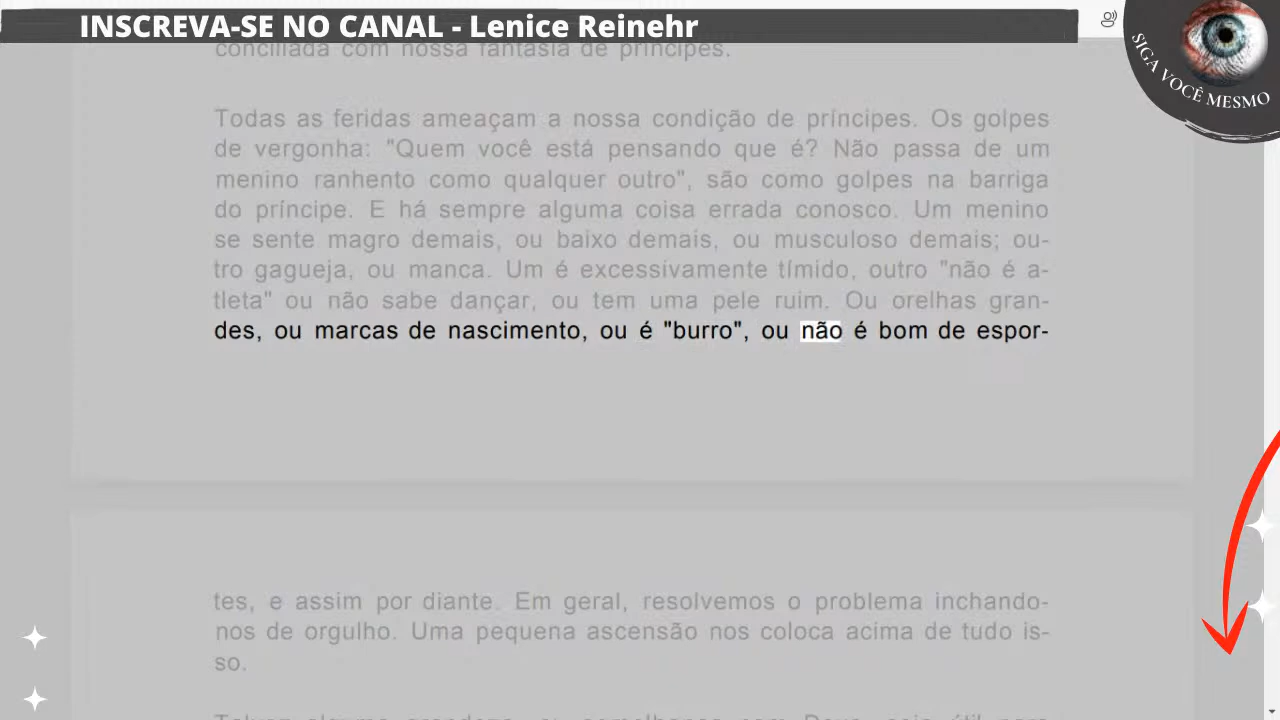 INSCREVA-SE NO CANAL - Lenice Reinehr
SIGA VOCÊ MESMO
conciliada com nossa fantasia de príncipes.
Todas as feridas ameaçam a nossa condição de príncipes. Os golpes
de vergonha: "Quem você está pensando que é? Não passa de um
menino ranhento como qualquer outro", são como golpes na barriga
do príncipe. E há sempre alguma coisa errada conosco. Um menino
se sente magro demais, ou baixo demais, ou musculoso demais; ou-
tro gagueja, ou manca. Um é excessivamente tímido, outro "não é a-
tleta" ou não sabe dançar, ou tem uma pele ruim. Ou orelhas gran-
des, ou marcas de nascimento, ou é "burro", ou não é bom de espor-
tes, e assim por diante. Em geral, resolvemos o problema inchando-
nos de orgulho. Uma pequena ascensão nos coloca acima de tudo is-
so.